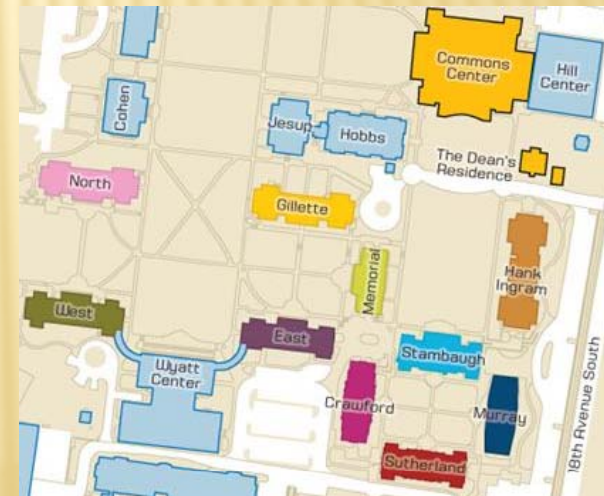 Commons
Center
Hill
Center
Cohen
Jesup
Hobbs
The Dean's
Residence
North
Gillette
Memorial
Hank
Ingram
West
East
Stambaugh
Wyatt
Center
Crawford
Murray
18th Avenue South
Sutherland